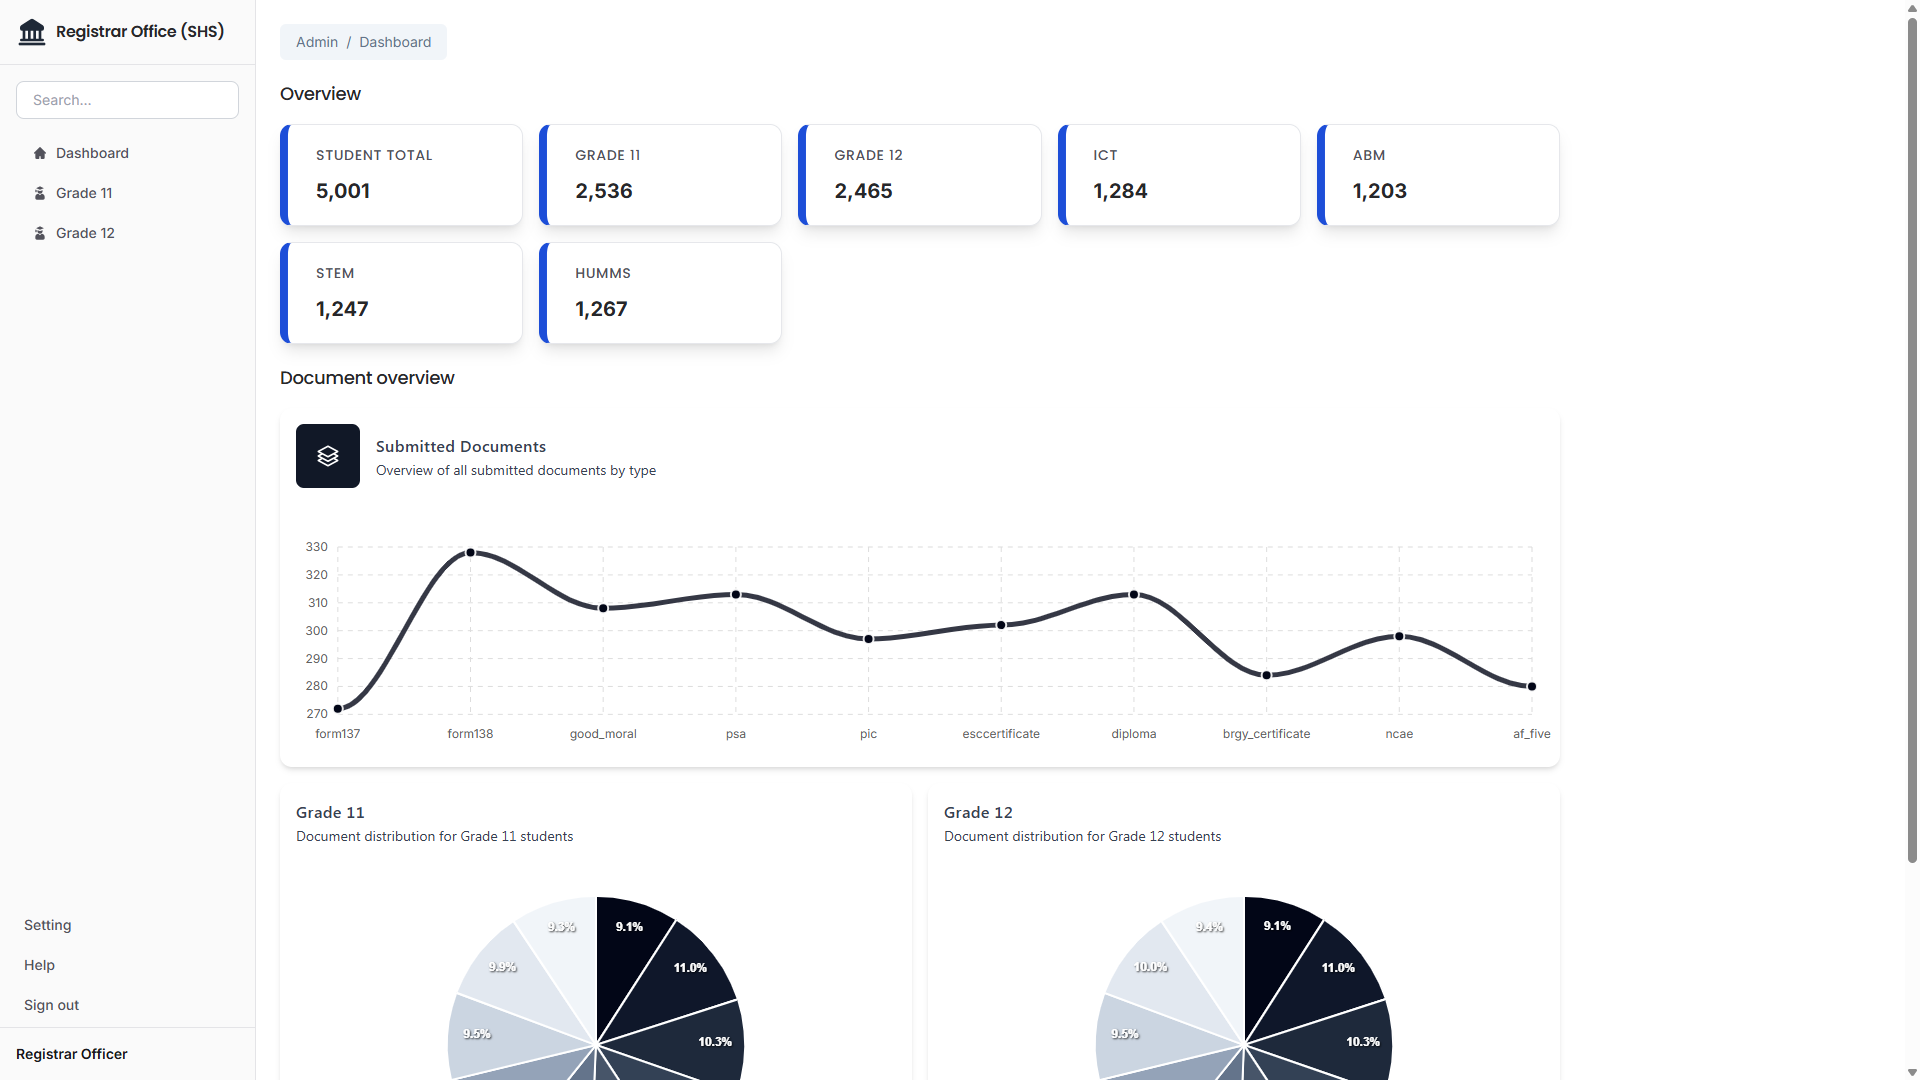 Registrar Office (SHS)
Search...
Dashboard
Grade 11
Grade 12
Setting
Help
Sign out
Registrar Officer
Admin / Dashboard
Overview
STUDENT TOTAL
5,001
GRADE 11
2,536
GRADE 12
2,465
ICT
1,284
ABM
1,203
STEM
1,247
HUMMS
1,267
Document overview
Submitted Documents
Overview of all submitted documents by type
330
320
310
300
290
280
270
form137
form138
good_moral
psa
pic
esccertificate
diploma
brgy_certificate
ncae
af_five
Grade 11
Document distribution for Grade 11 students
9.3%
9.1%
9.9%
11.0%
9.5%
10.3%
Grade 12
Document distribution for Grade 12 students
9.4%
9.1%
10.0%
11.0%
9.5%
10.3%